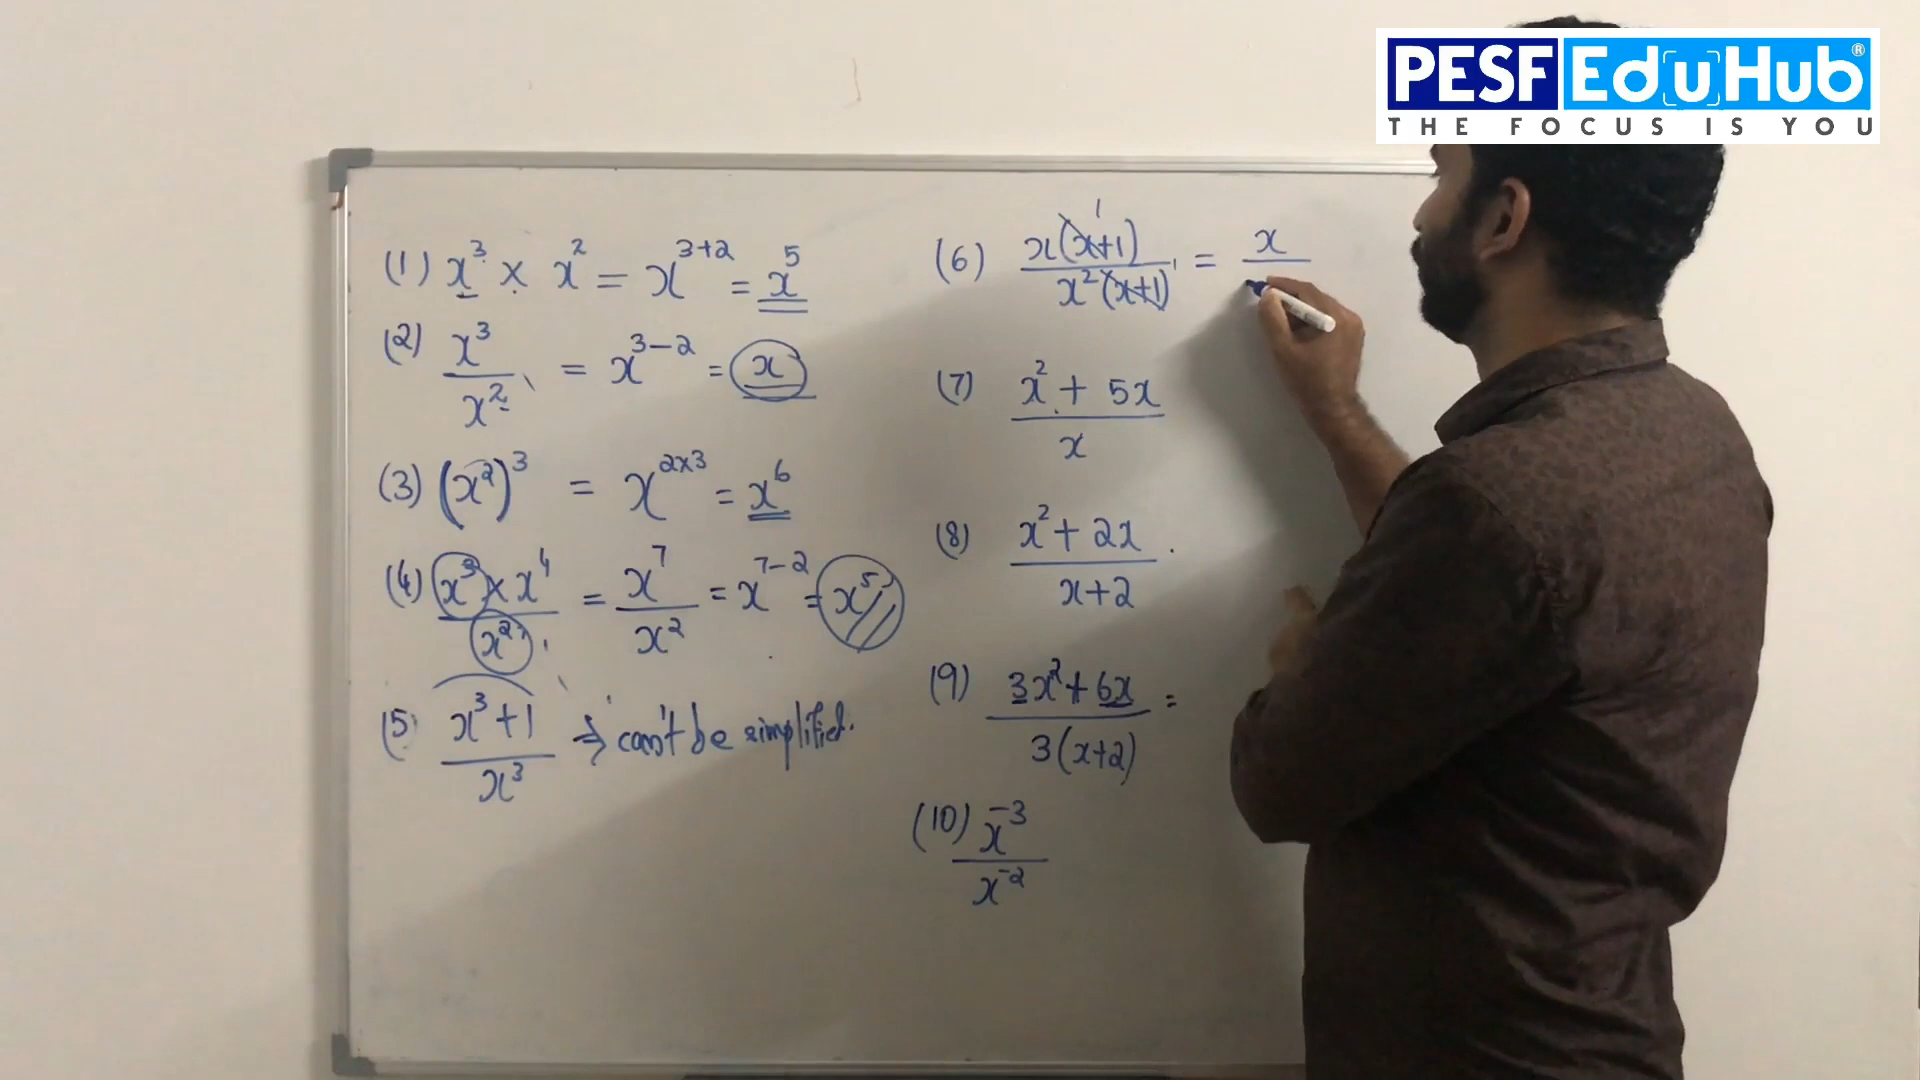 PESF EduHub®
THE FOCUS IS YOU
(1) x³ × x² = x³⁺² = x⁵
(2) x³/x² = x³⁻² = x
(3) (x²)³ = x²ˣ³ = x⁶
(4) x³ × x⁴/x² = x⁷/x² = x⁷⁻² = x⁵
(5) x³+1/x³ ⇒ can't be simplified.
(6) x(x+1) 1/x²(x+1) 1 = x
(7) x² + 5x/x
(8) x² + 2x/x+2
(9) 3x² + 6x/3(x+2) =
(10) x⁻³/x⁻²